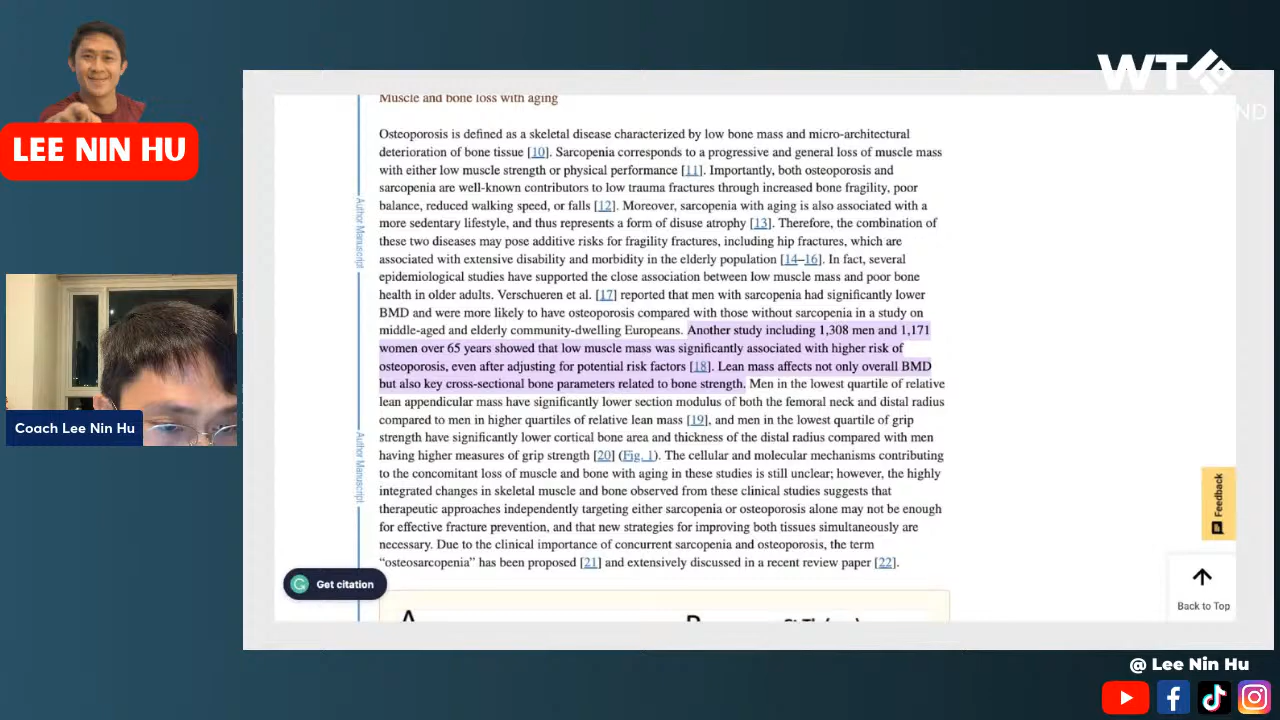 LEE NIN HU
WT
ND
Muscle and bone loss with aging
Osteoporosis is defined as a skeletal disease characterized by low bone mass and micro-architectural
deterioration of bone tissue [10]. Sarcopenia corresponds to a progressive and general loss of muscle mass
with either low muscle strength or physical performance [11]. Importantly, both osteoporosis and
sarcopenia are well-known contributors to low trauma fractures through increased bone fragility, poor
balance, reduced walking speed, or falls [12]. Moreover, sarcopenia with aging is also associated with a
more sedentary lifestyle, and thus represents a form of disuse atrophy [13]. Therefore, the combination of
these two diseases may pose additive risks for fragility fractures, including hip fractures, which are
associated with extensive disability and mortality in the elderly population [14–16]. In fact, several
epidemiological studies have supported the close association between low muscle mass and poor bone
health in older adults. Verschueren et al. [17] reported that men with sarcopenia had significantly lower
BMD and were more likely to have osteoporosis compared with those without sarcopenia in a study on
middle-aged and elderly community-dwelling Europeans. Another study including 1,308 men and 1,171
women over 65 years showed that low muscle mass was significantly associated with higher risk of
osteoporosis, even after adjusting for potential risk factors [18]. Lean mass affects not only overall BMD
but also key cross-sectional bone parameters related to bone strength. Men in the lowest quartile of relative
lean appendicular mass have significantly lower section modulus of both the femoral neck and distal radius
compared to men in higher quartiles of relative lean mass [19], and men in the lowest quartile of grip
strength have significantly lower cortical bone area and thickness of the distal radius compared with men
having higher measures of grip strength [20] (Fig. 1). The cellular and molecular mechanisms contributing
to the concomitant loss of muscle and bone with aging in these studies is still unclear; however, the highly
integrated changes in skeletal muscle and bone observed from these clinical studies suggests that
therapeutic approaches independently targeting either sarcopenia or osteoporosis alone may not be enough
for effective fracture prevention, and that new strategies for improving both tissues simultaneously are
necessary. Due to the clinical importance of concurrent sarcopenia and osteoporosis, the term
“osteosarcopenia” has been proposed [21] and extensively discussed in a recent review paper [22].
Author Manuscript
Author Manuscript
Coach Lee Nin Hu
Get citation
A
Feedback
Back to Top
@ Lee Nin Hu